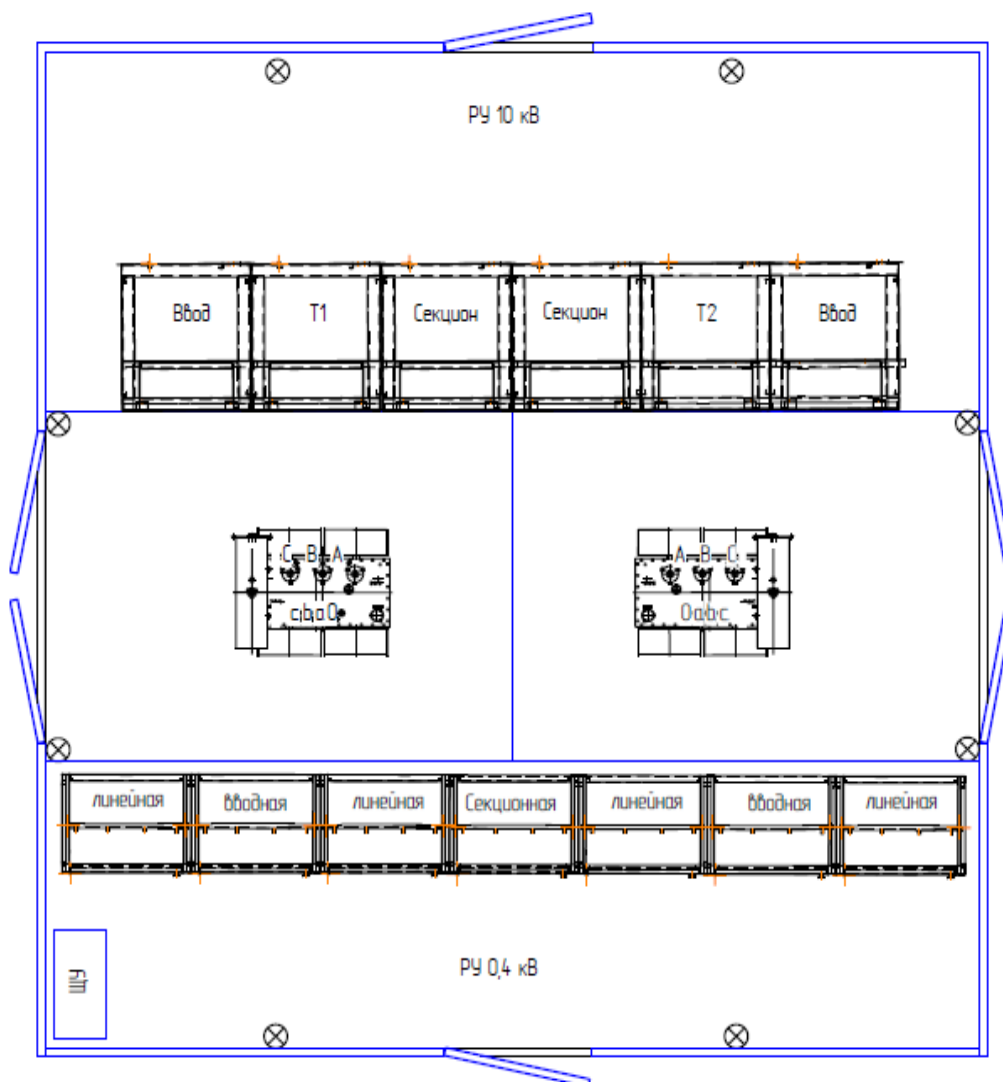 РУ 10 кВ
Ввод Т1 Секцион Секцион Т2 Ввод
С В А
А В С
c b a 0
0 a b c
линейная вводная линейная Секционная линейная вводная линейная
ЩУ
РУ 0,4 кВ